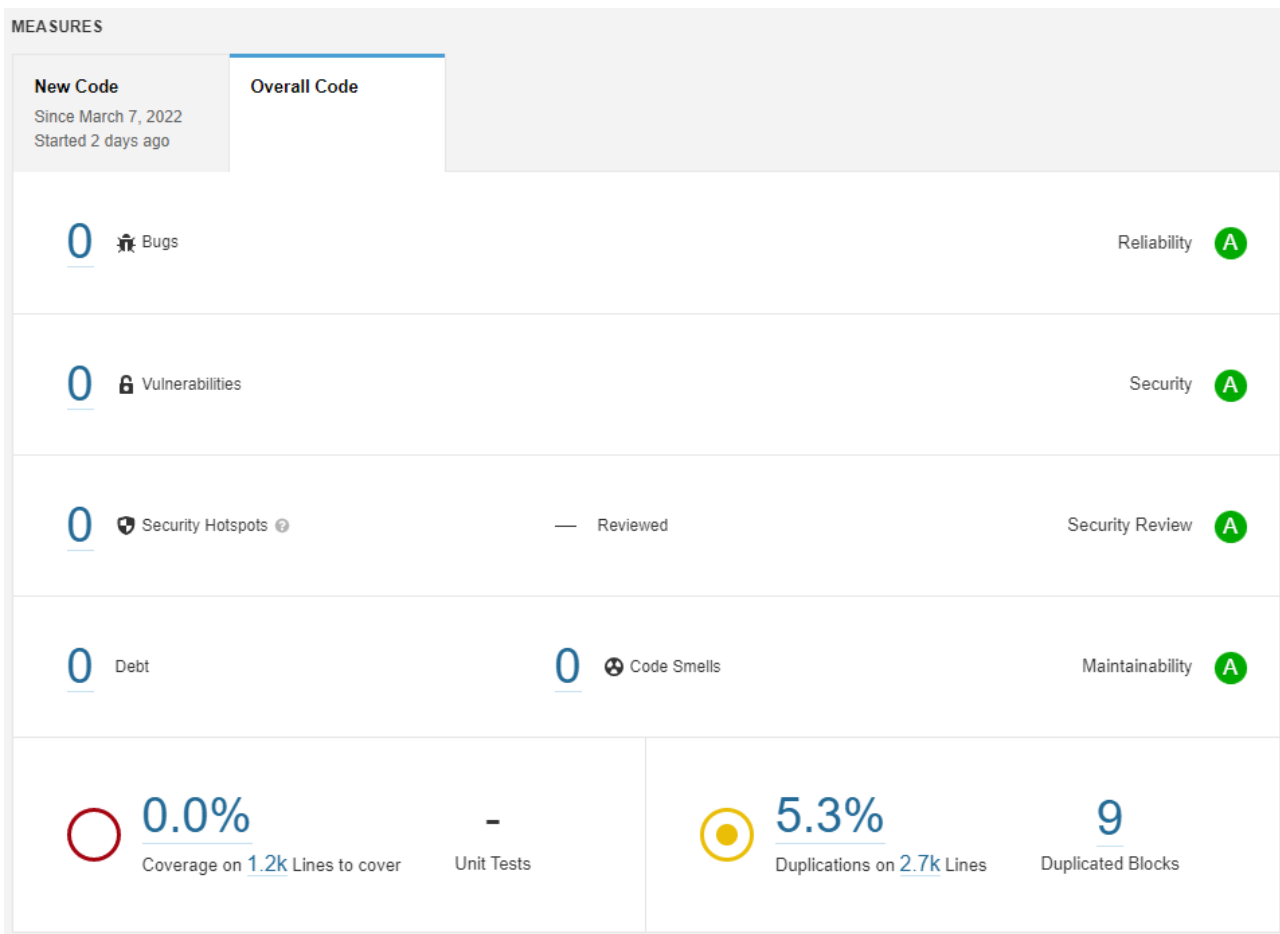 MEASURES
New Code
Since March 7, 2022
Started 2 days ago
Overall Code
0 Bugs
Reliability A
0 Vulnerabilities
Security A
0 Security Hotspots ?
— Reviewed
Security Review A
0 Debt
0 Code Smells
Maintainability A
0.0%
Coverage on 1.2k Lines to cover
-
Unit Tests
5.3%
Duplications on 2.7k Lines
9
Duplicated Blocks